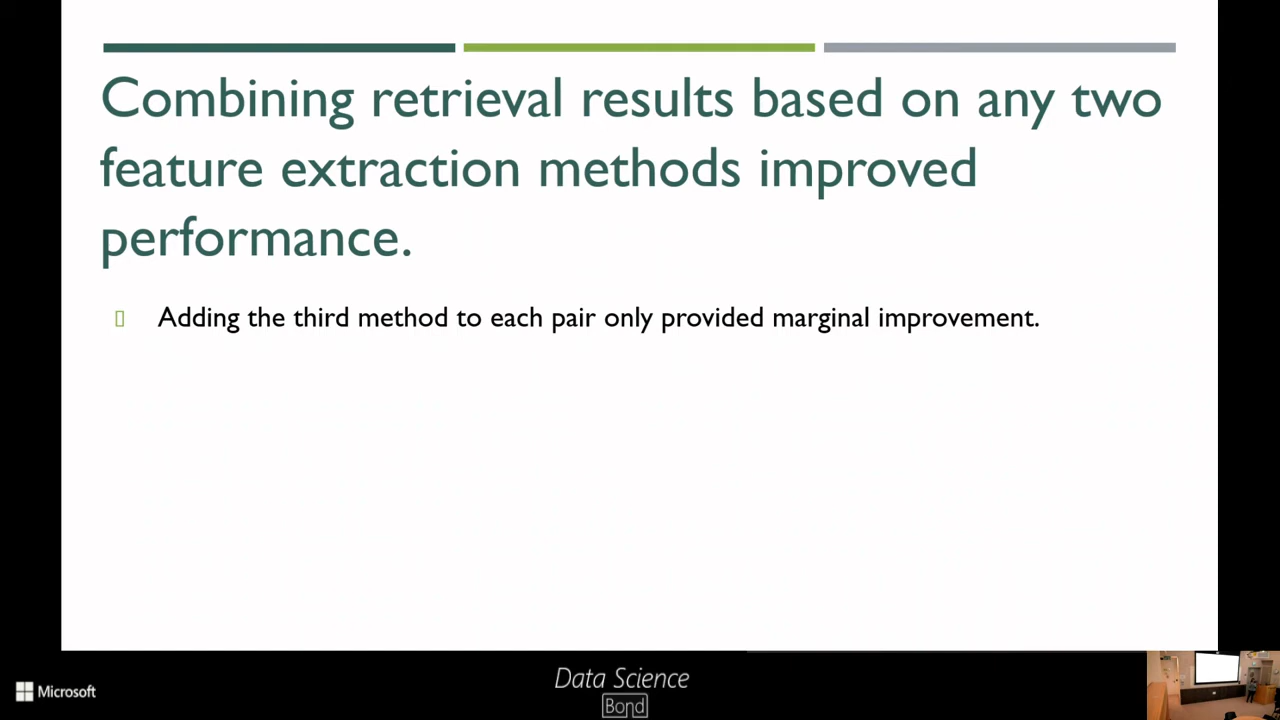 Combining retrieval results based on any two
feature extraction methods improved
performance.
Adding the third method to each pair only provided marginal improvement.
Microsoft
Data Science
Bond